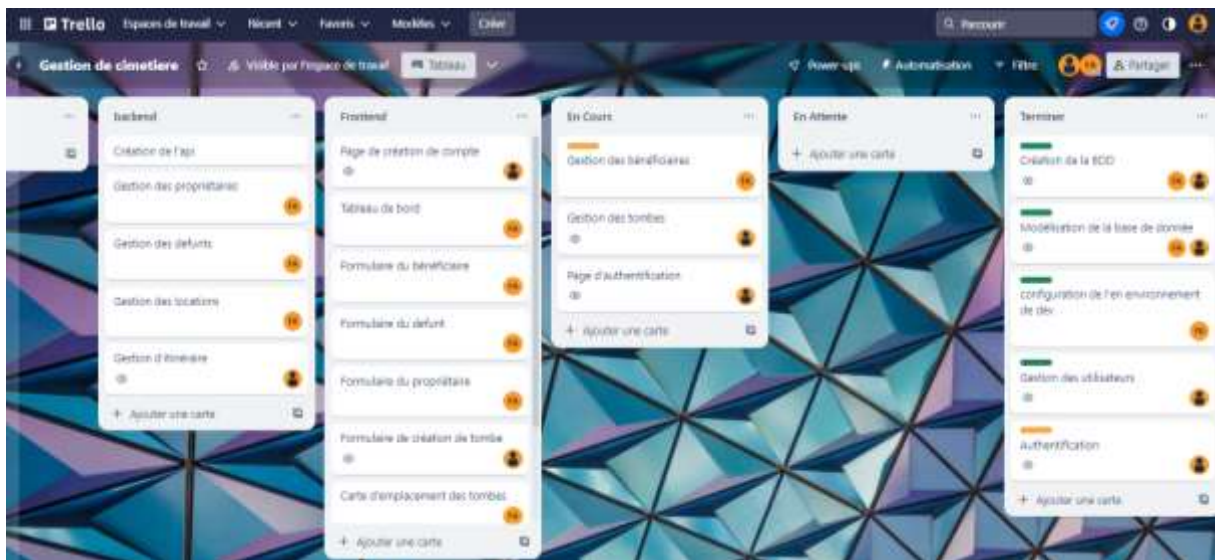 Trello
Espaces de travail
Récent
Favoris
Modèles
Créer
Parcourir
Gestion de cimetiere
Visible par l'espace de travail
Tableau
Power-ups
Automatisation
Filtre
Partager
backend
Création de l'api
Gestion des propriétaires
Gestion des defunts
Gestion des locations
Gestion d'itinéraire
+ Ajouter une carte
Frontend
Page de création de compte
Tableau de bord
Formulaire du bénéficiaire
Formulaire du defunt
Formulaire du propriétaire
Formulaire de création de tombe
Carte d'emplacement des tombes
+ Ajouter une carte
En Cours
Gestion des bénéficiaires
Gestion des tombes
Page d'authentification
+ Ajouter une carte
En Attente
+ Ajouter une carte
Terminer
Création de la BDD
Modélisation de la base de donnée
configuration de l'en environnement
de dev
Gestion des utilisateurs
Authentification
+ Ajouter une carte